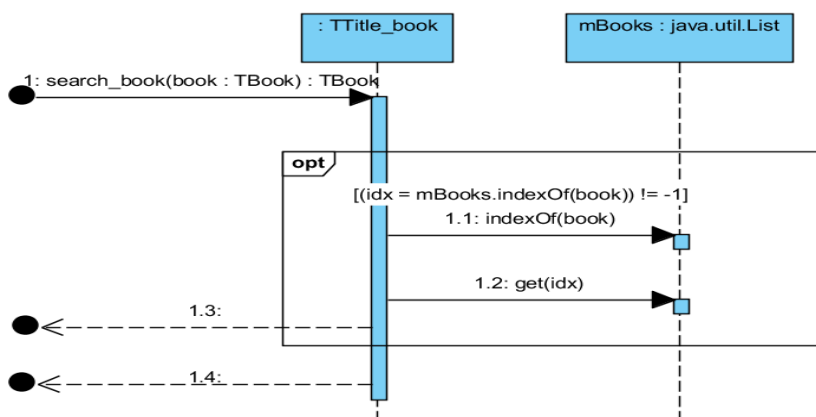 : TTitle_book
mBooks : java.util.List
1: search_book(book : TBook) : TBook
opt
[(idx = mBooks.indexOf(book)) != -1]
1.1: indexOf(book)
1.2: get(idx)
1.3:
1.4: